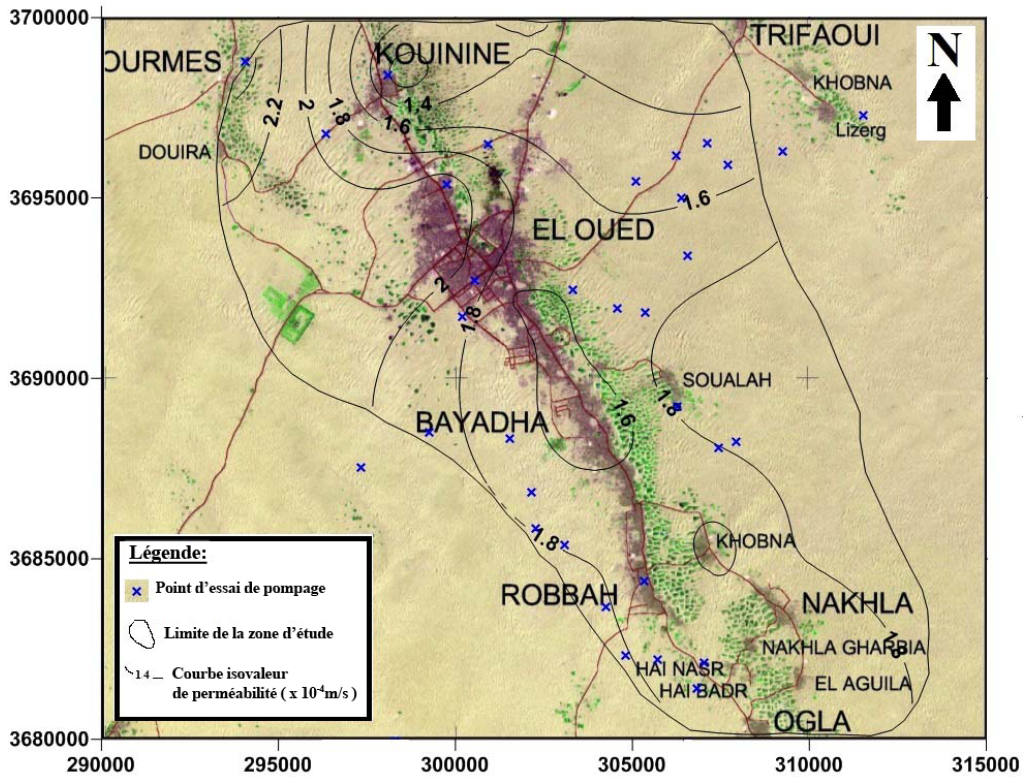 3700000
3695000
3690000
3685000
3680000
290000
295000
300000
305000
310000
315000
OURMES
KOUININE
TRIFAOUI
N
KHOBNA
Lizerg
DOUIRA
2.2
2
1.8
1.4
1.6
1.6
EL OUED
2
1.8
SOUALAH
1.8
1.6
BAYADHA
1.8
KHOBNA
ROBBAH
NAKHLA
NAKHLA GHARBIA
1.8
HAI NASR
EL AGUILA
HAI BADR
OGLA
Légende:
Point d'essai de pompage
Limite de la zone d'étude
1.4 Courbe isovaleur
de perméabilité ( x 10⁻⁴m/s )